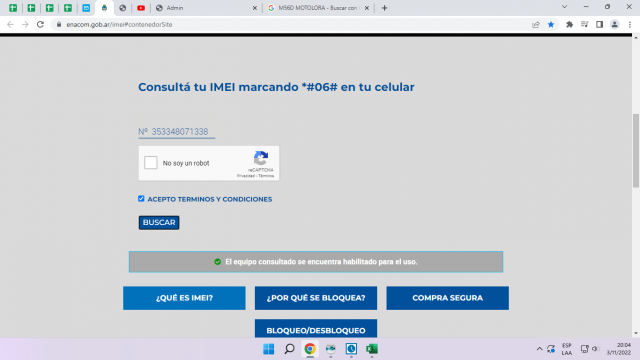 Admin
M56D MOTOLORA - Buscar con
enacom.gob.ar/imei#contenedorSite
Consultá tu IMEI marcando *#06# en tu celular
Nº 353348071338
No soy un robot
reCAPTCHA
Privacidad - Términos
ACEPTO TERMINOS Y CONDICIONES
BUSCAR
El equipo consultado se encuentra habilitado para el uso.
¿QUÉ ES IMEI?
¿POR QUÉ SE BLOQUEA?
COMPRA SEGURA
BLOQUEO/DESBLOQUEO
ESP
LAA
20:04
3/11/2022